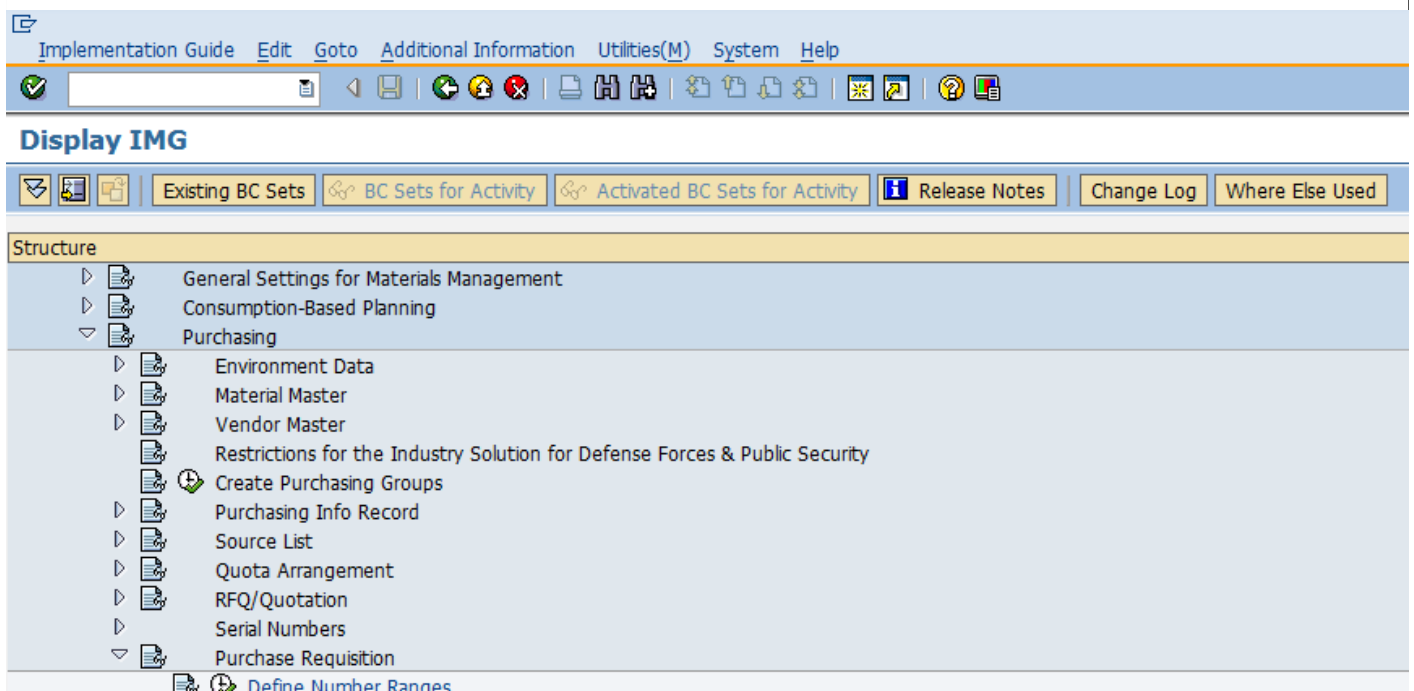 Implementation Guide Edit Goto Additional Information Utilities(M) System Help
Display IMG
Existing BC Sets BC Sets for Activity Activated BC Sets for Activity Release Notes Change Log Where Else Used
Structure
General Settings for Materials Management
Consumption-Based Planning
Purchasing
Environment Data
Material Master
Vendor Master
Restrictions for the Industry Solution for Defense Forces & Public Security
Create Purchasing Groups
Purchasing Info Record
Source List
Quota Arrangement
RFQ/Quotation
Serial Numbers
Purchase Requisition
Define Number Ranges